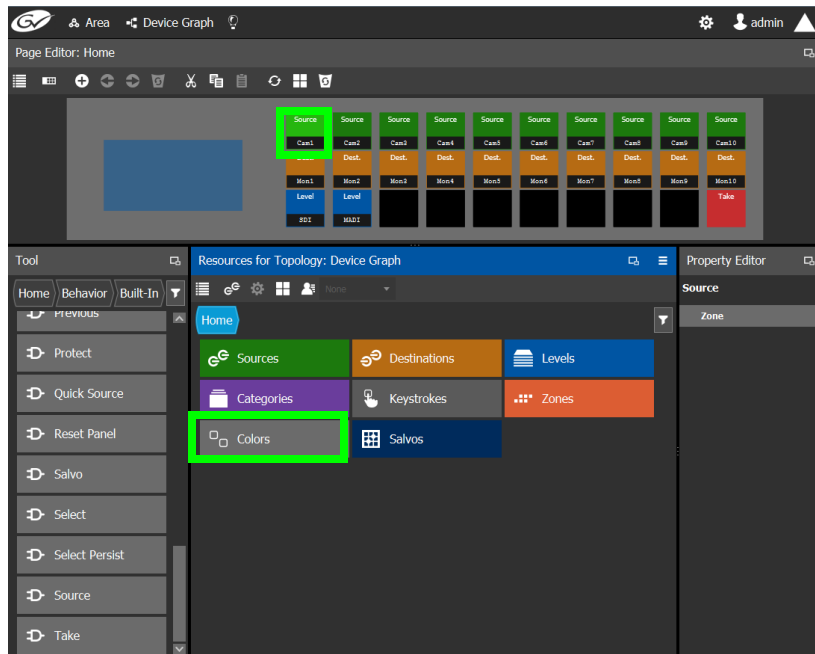 GV Area Device Graph admin
Page Editor: Home
Source Source Source Source Source Source Source Source Source Source
Cam1 Cam2 Cam3 Cam4 Cam5 Cam6 Cam7 Cam8 Cam9 Cam10
Dest. Dest. Dest. Dest. Dest. Dest. Dest. Dest. Dest.
Mon1 Mon2 Mon3 Mon4 Mon5 Mon6 Mon7 Mon8 Mon9 Mon10
Level Level Take
SDI MADI
Tool
Home Behavior Built-In
Previous
Protect
Quick Source
Reset Panel
Salvo
Select
Select Persist
Source
Take
Resources for Topology: Device Graph
None
Home
Sources Destinations Levels
Categories Keystrokes Zones
Colors Salvos
Property Editor
Source
Zone